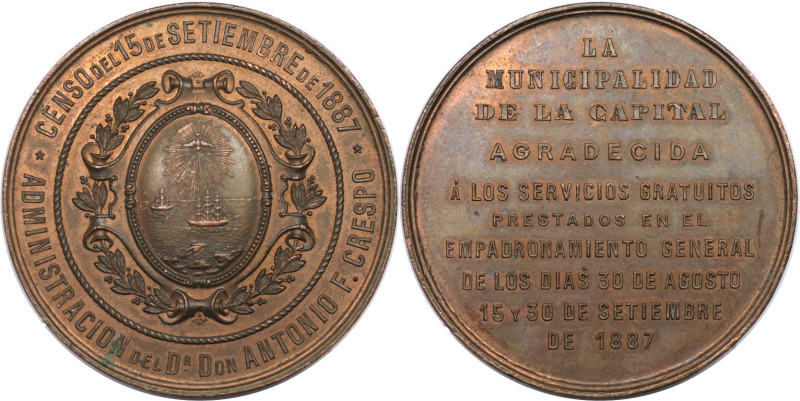 CENSO DEL 15 DE SETIEMBRE DE 1887
ADMINISTRACION DEL DR. DON ANTONIO F. CRESPO
LA
MUNICIPALIDAD
DE LA CAPITAL
AGRADECIDA
Á LOS SERVICIOS GRATUITOS
PRESTADOS EN EL
EMPADRONAMIENTO GENERAL
DE LOS DIAS 30 DE AGOSTO
15 Y 30 DE SETIEMBRE
DE 1887